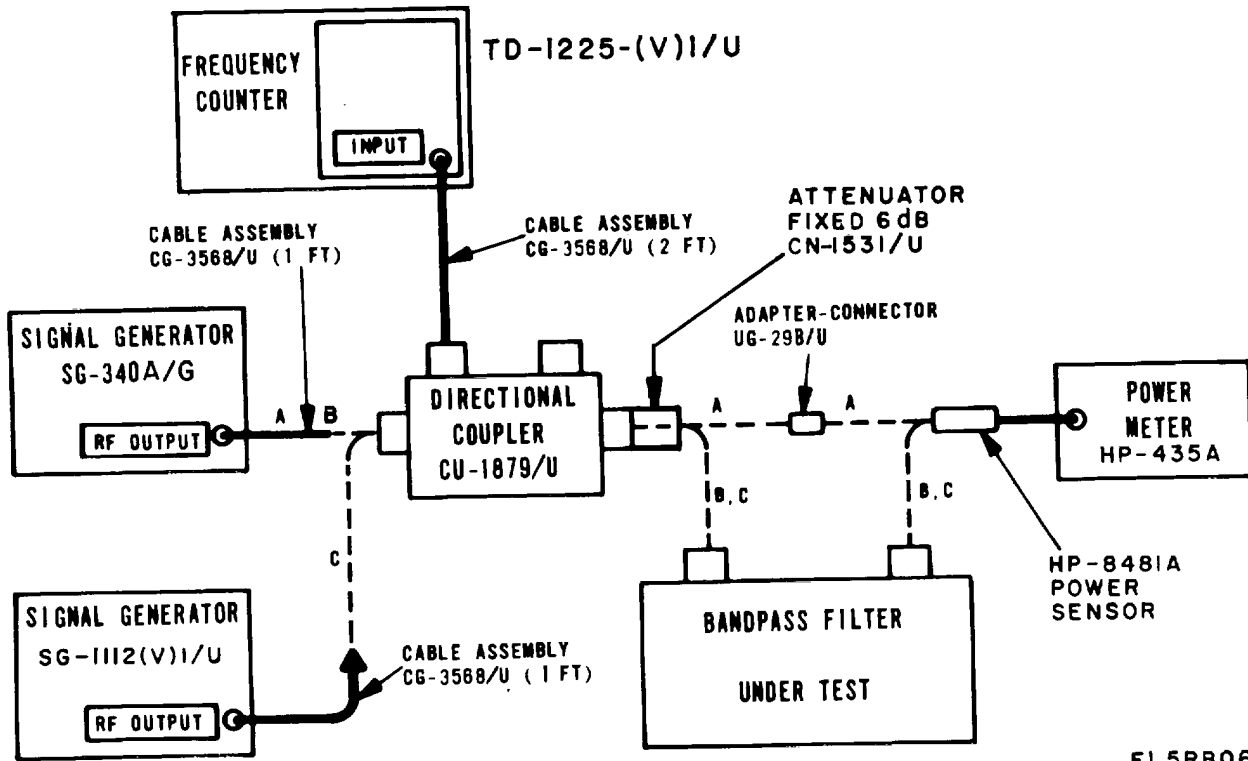 FREQUENCY
COUNTER
INPUT
TD-1225-(V)1/U
CABLE ASSEMBLY
CG-3568/U (1 FT)
CABLE ASSEMBLY
CG-3568/U (2 FT)
ATTENUATOR
FIXED 6dB
CN-1531/U
ADAPTER-CONNECTOR
UG-29B/U
SIGNAL GENERATOR
SG-340A/G
RF OUTPUT
A B
DIRECTIONAL
COUPLER
CU-1879/U
A
A
POWER
METER
HP-435A
B,C
B,C
C
HP-8481A
POWER
SENSOR
SIGNAL GENERATOR
SG-1112(V)1/U
RF OUTPUT
CABLE ASSEMBLY
CG-3568/U (1 FT)
BANDPASS FILTER
UNDER TEST